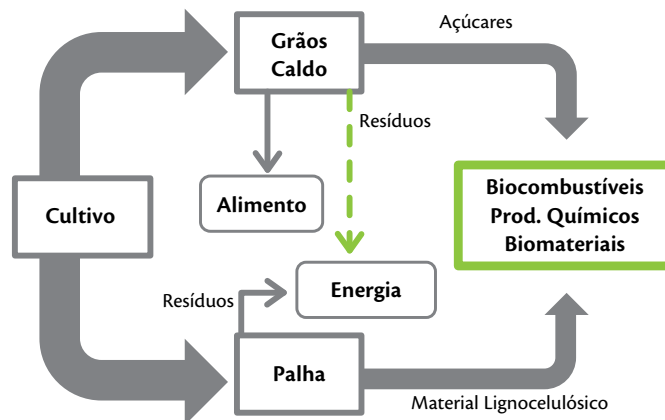 Grãos
Caldo
Açúcares
Resíduos
Cultivo
Alimento
Biocombustíveis
Prod. Químicos
Biomateriais
Resíduos
Energia
Palha
Material Lignocelulósico